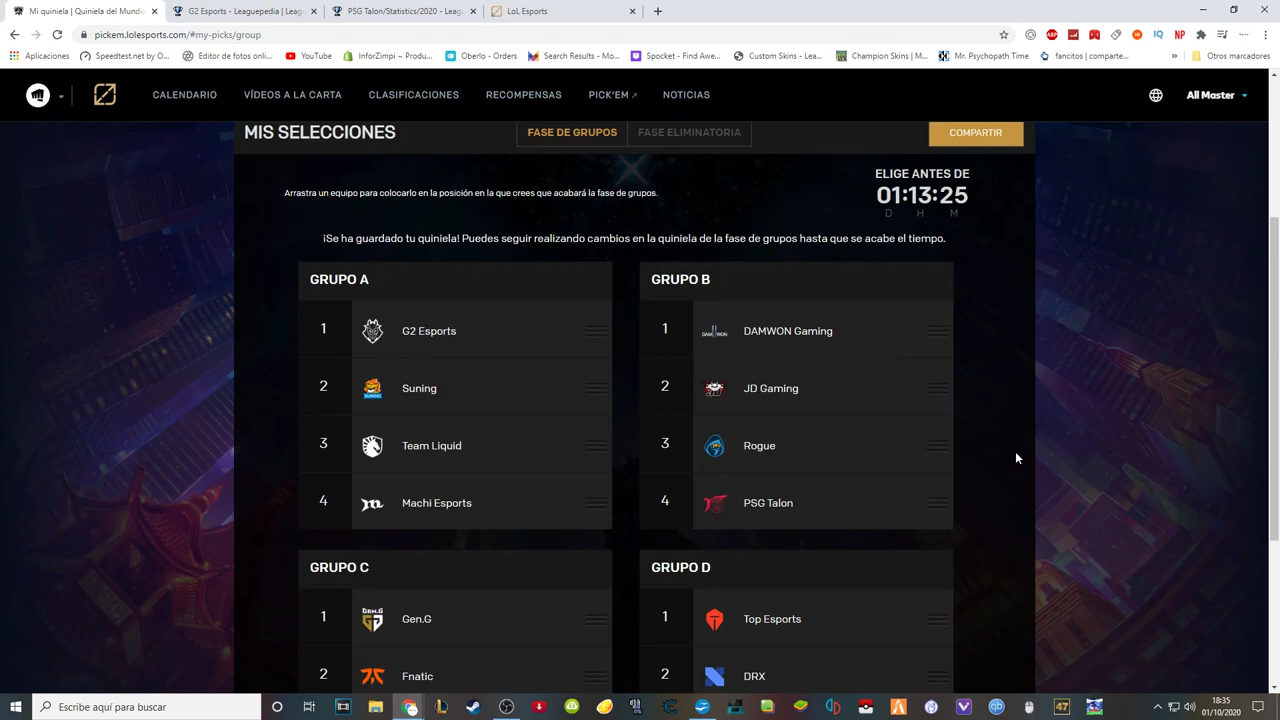 Mi quiniela | Quiniela del Mundi
G2 Esports - Leaguepedia | Leag
PSG Talon/Statistics/2020 - Leag
LoL Esports
pickem.lolesports.com/#my-picks/group
Aplicaciones
Speedtest.net by O...
Editor de fotos onli...
YouTube
InforZimpi – Produ...
Oberlo - Orders
Search Results - Mo...
Spocket - Find Awe...
Custom Skins - Lea...
Champion Skins | M...
Mr. Psychopath Time
fancitos | comparte...
»
Otros marcadores
CALENDARIO
VÍDEOS A LA CARTA
CLASIFICACIONES
RECOMPENSAS
PICK'EM ↗
NOTICIAS
All Master
MIS SELECCIONES
FASE DE GRUPOS
FASE ELIMINATORIA
COMPARTIR
ELIGE ANTES DE
Arrastra un equipo para colocarlo en la posición en la que crees que acabará la fase de grupos.
01:13:25
D H M
¡Se ha guardado tu quiniela! Puedes seguir realizando cambios en la quiniela de la fase de grupos hasta que se acabe el tiempo.
GRUPO A
1 G2 Esports
2 Suning
3 Team Liquid
4 Machi Esports
GRUPO B
1 DAMWON Gaming
2 JD Gaming
3 Rogue
4 PSG Talon
GRUPO C
1 Gen.G
2 Fnatic
GRUPO D
1 Top Esports
2 DRX
Escribe aquí para buscar
18:35
01/10/2020